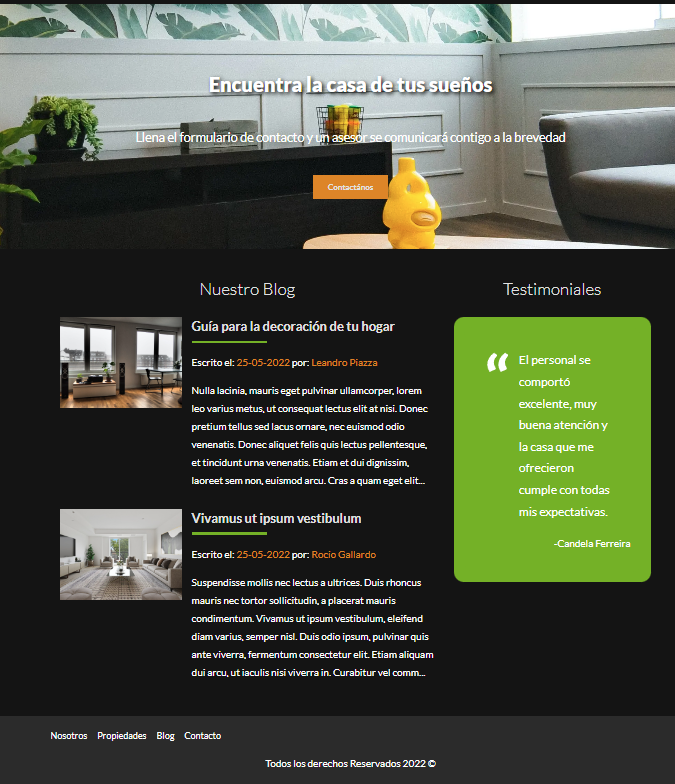 Encuentra la casa de tus sueños
Llena el formulario de contacto y un asesor se comunicará contigo a la brevedad
Contactános
Nuestro Blog
Guía para la decoración de tu hogar
Escrito el: 25-05-2022 por: Leandro Piazza
Nulla lacinia, mauris eget pulvinar ullamcorper, lorem
leo varius metus, ut consequat lectus elit at nisi. Donec
pretium tellus sed lacus ornare, nec euismod odio
venenatis. Donec aliquet felis quis lectus pellentesque,
et tincidunt urna venenatis. Etiam et dui dignissim,
laoreet sem non, euismod arcu. Cras a quam eget elit...
Vivamus ut ipsum vestibulum
Escrito el: 25-05-2022 por: Rocio Gallardo
Suspendisse mollis nec lectus a ultrices. Duis rhoncus
mauris nec tortor sollicitudin, a placerat mauris
condimentum. Vivamus ut ipsum vestibulum, eleifend
diam varius, semper nisl. Duis odio ipsum, pulvinar quis
ante viverra, fermentum consectetur elit. Etiam aliquam
dui arcu, ut iaculis nisi viverra in. Curabitur vel comm...
Testimoniales
“ El personal se
comportó
excelente, muy
buena atención y
la casa que me
ofrecieron
cumple con todas
mis expectativas.
-Candela Ferreira
Nosotros Propiedades Blog Contacto
Todos los derechos Reservados 2022 ©